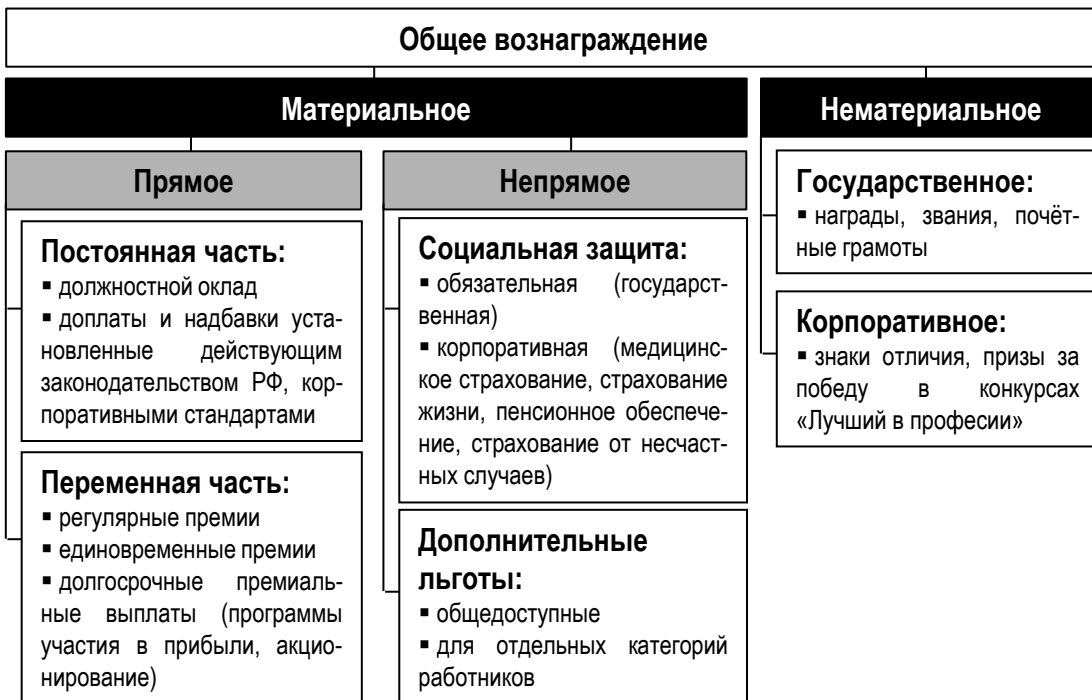 Общее вознаграждение
Материальное
Нематериальное
Прямое
Непрямое
Постоянная часть:
▪ должностной оклад
▪ доплаты и надбавки уста-
новленные действующим
законодательством РФ, кор-
поративными стандартами
Переменная часть:
▪ регулярные премии
▪ единовременные премии
▪ долгосрочные премиаль-
ные выплаты (программы
участия в прибыли, акцио-
нирование)
Социальная защита:
▪ обязательная (государст-
венная)
▪ корпоративная (медицинс-
кое страхование, страхование
жизни, пенсионное обеспече-
ние, страхование от несчаст-
ных случаев)
Дополнительные
льготы:
▪ общедоступные
▪ для отдельных категорий
работников
Государственное:
▪ награды, звания, почёт-
ные грамоты
Корпоративное:
▪ знаки отличия, призы за
победу в конкурсах
«Лучший в професии»